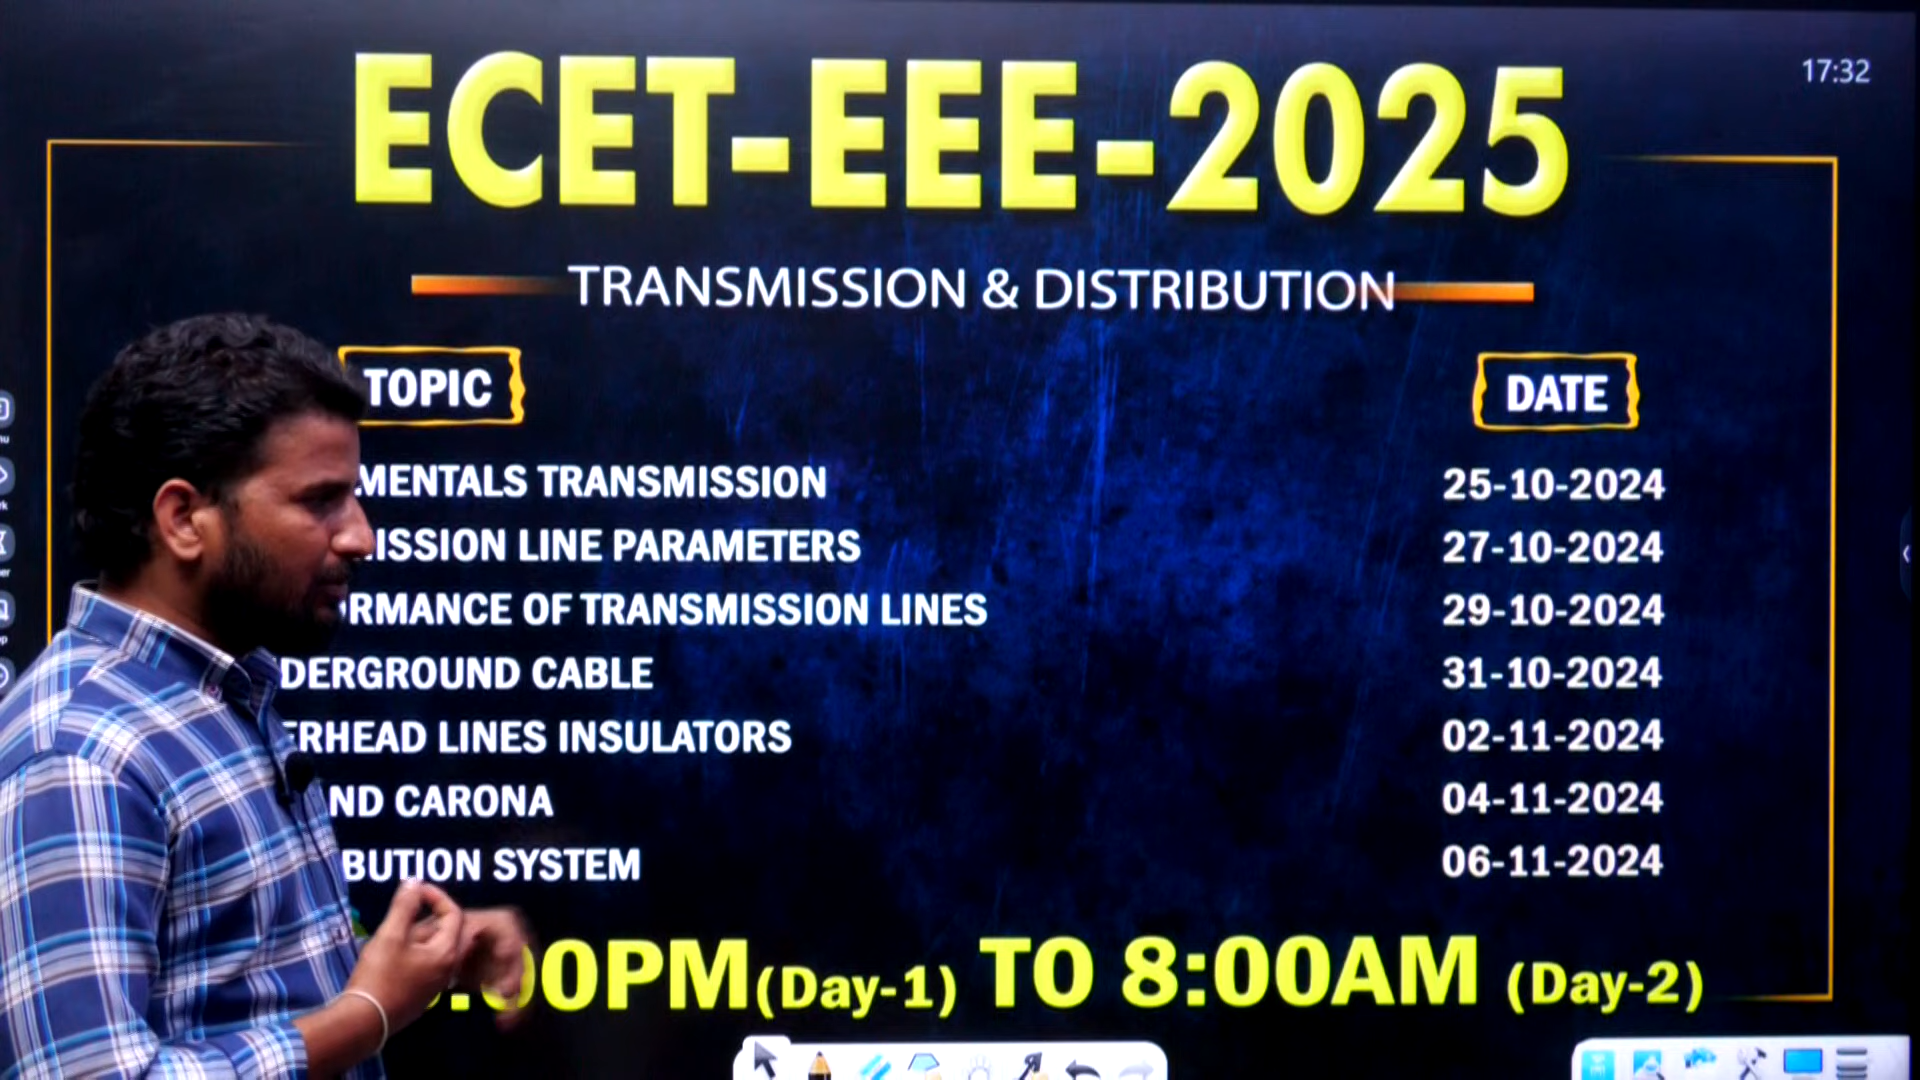 ECET-EEE-2025
17:32
TRANSMISSION & DISTRIBUTION
TOPIC DATE
MENTALS TRANSMISSION 25-10-2024
ISSION LINE PARAMETERS 27-10-2024
RMANCE OF TRANSMISSION LINES 29-10-2024
DERGROUND CABLE 31-10-2024
ERHEAD LINES INSULATORS 02-11-2024
ND CARONA 04-11-2024
BUTION SYSTEM 06-11-2024
00PM (Day-1) TO 8:00AM (Day-2)